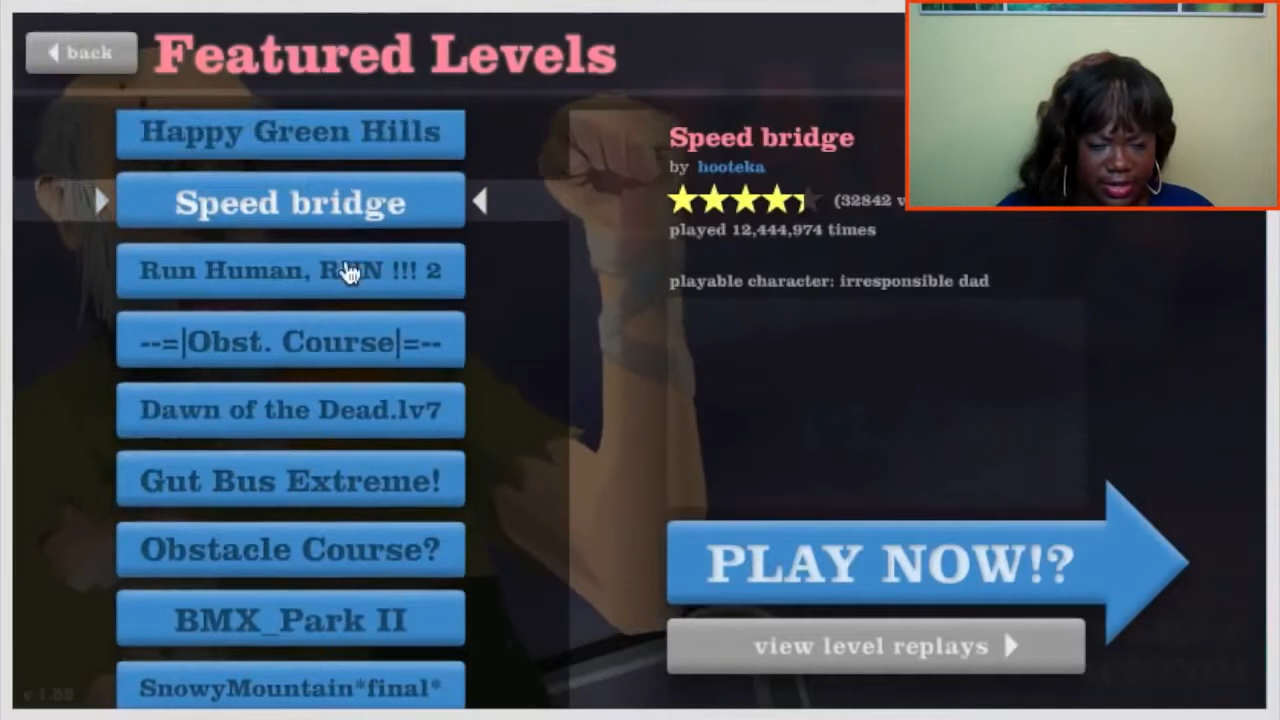 back
Featured Levels
Happy Green Hills
Speed bridge
Run Human, RUN !!! 2
--=|Obst. Course|=--
Dawn of the Dead.lv7
Gut Bus Extreme!
Obstacle Course?
BMX_Park II
SnowyMountain*final*
Speed bridge
by hooteka
(32842 v
played 12,444,974 times
playable character: irresponsible dad
PLAY NOW!?
view level replays